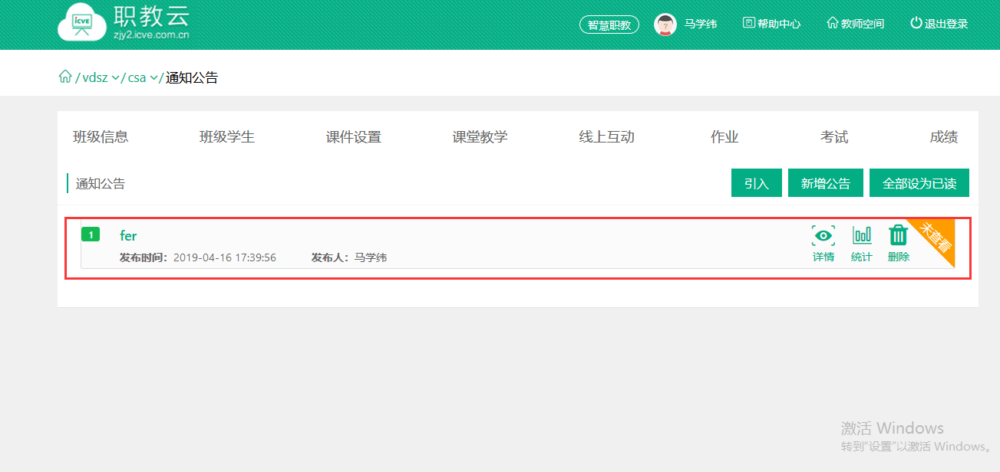 icve 职教云
zjy2.icve.com.cn
智慧职教 马学纬 帮助中心 教师空间 退出登录
/ vdsz / csa / 通知公告
班级信息 班级学生 课件设置 课堂教学 线上互动 作业 考试 成绩
通知公告 引入 新增公告 全部设为已读
1 fer 未查看
发布时间：2019-04-16 17:39:56 发布人：马学纬 详情 统计 删除
激活 Windows
转到"设置"以激活 Windows。